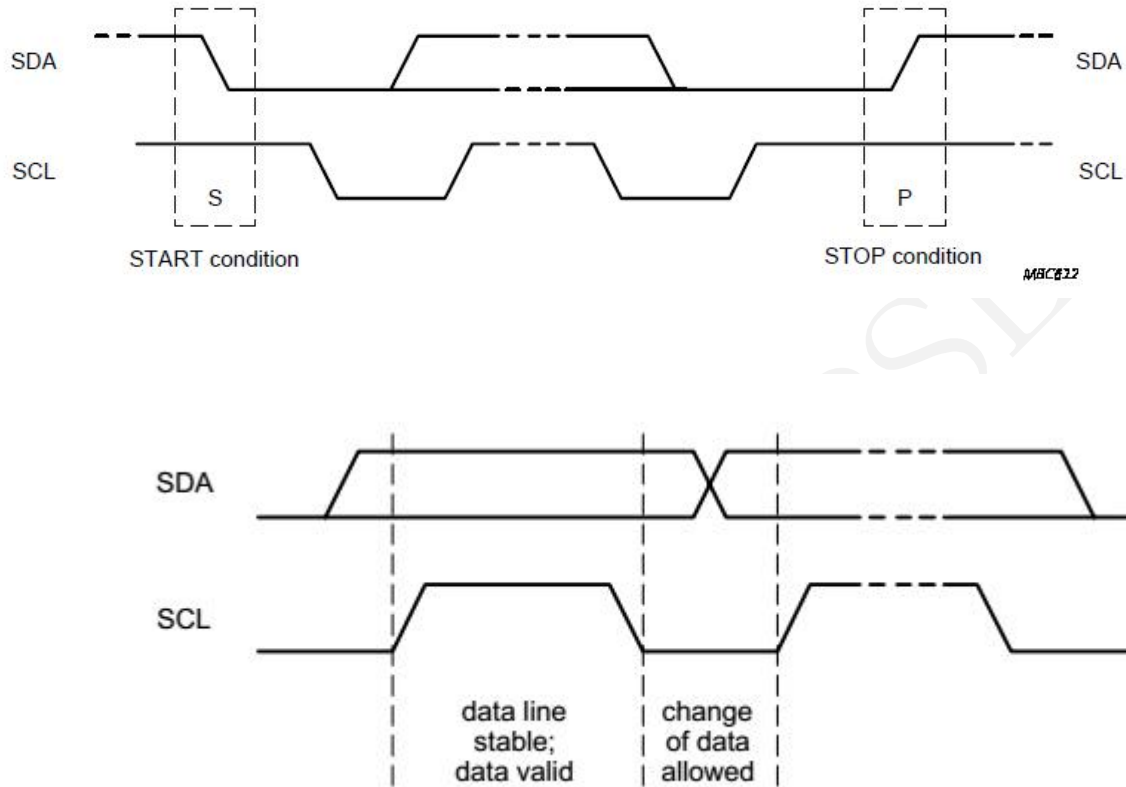 SDA
SDA
SCL
SCL
S
P
START condition
STOP condition
SDA
SCL
data line
stable;
data valid
change
of data
allowed